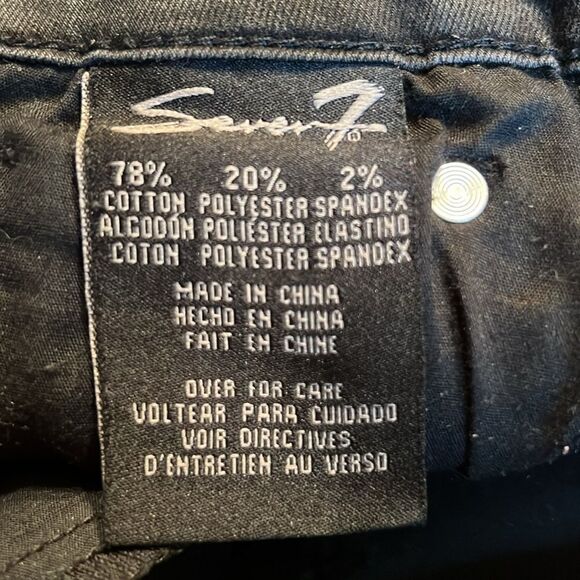 Seven7®
78% 20% 2%
COTTON POLYESTER SPANDEX
ALGODÓN POLIESTER ELASTINO
COTON POLYESTER SPANDEX
MADE IN CHINA
HECHO EN CHINA
FAIT EN CHINE
OVER FOR CARE
VOLTEAR PARA CUIDADO
VOIR DIRECTIVES
D'ENTRETIEN AU VERSO